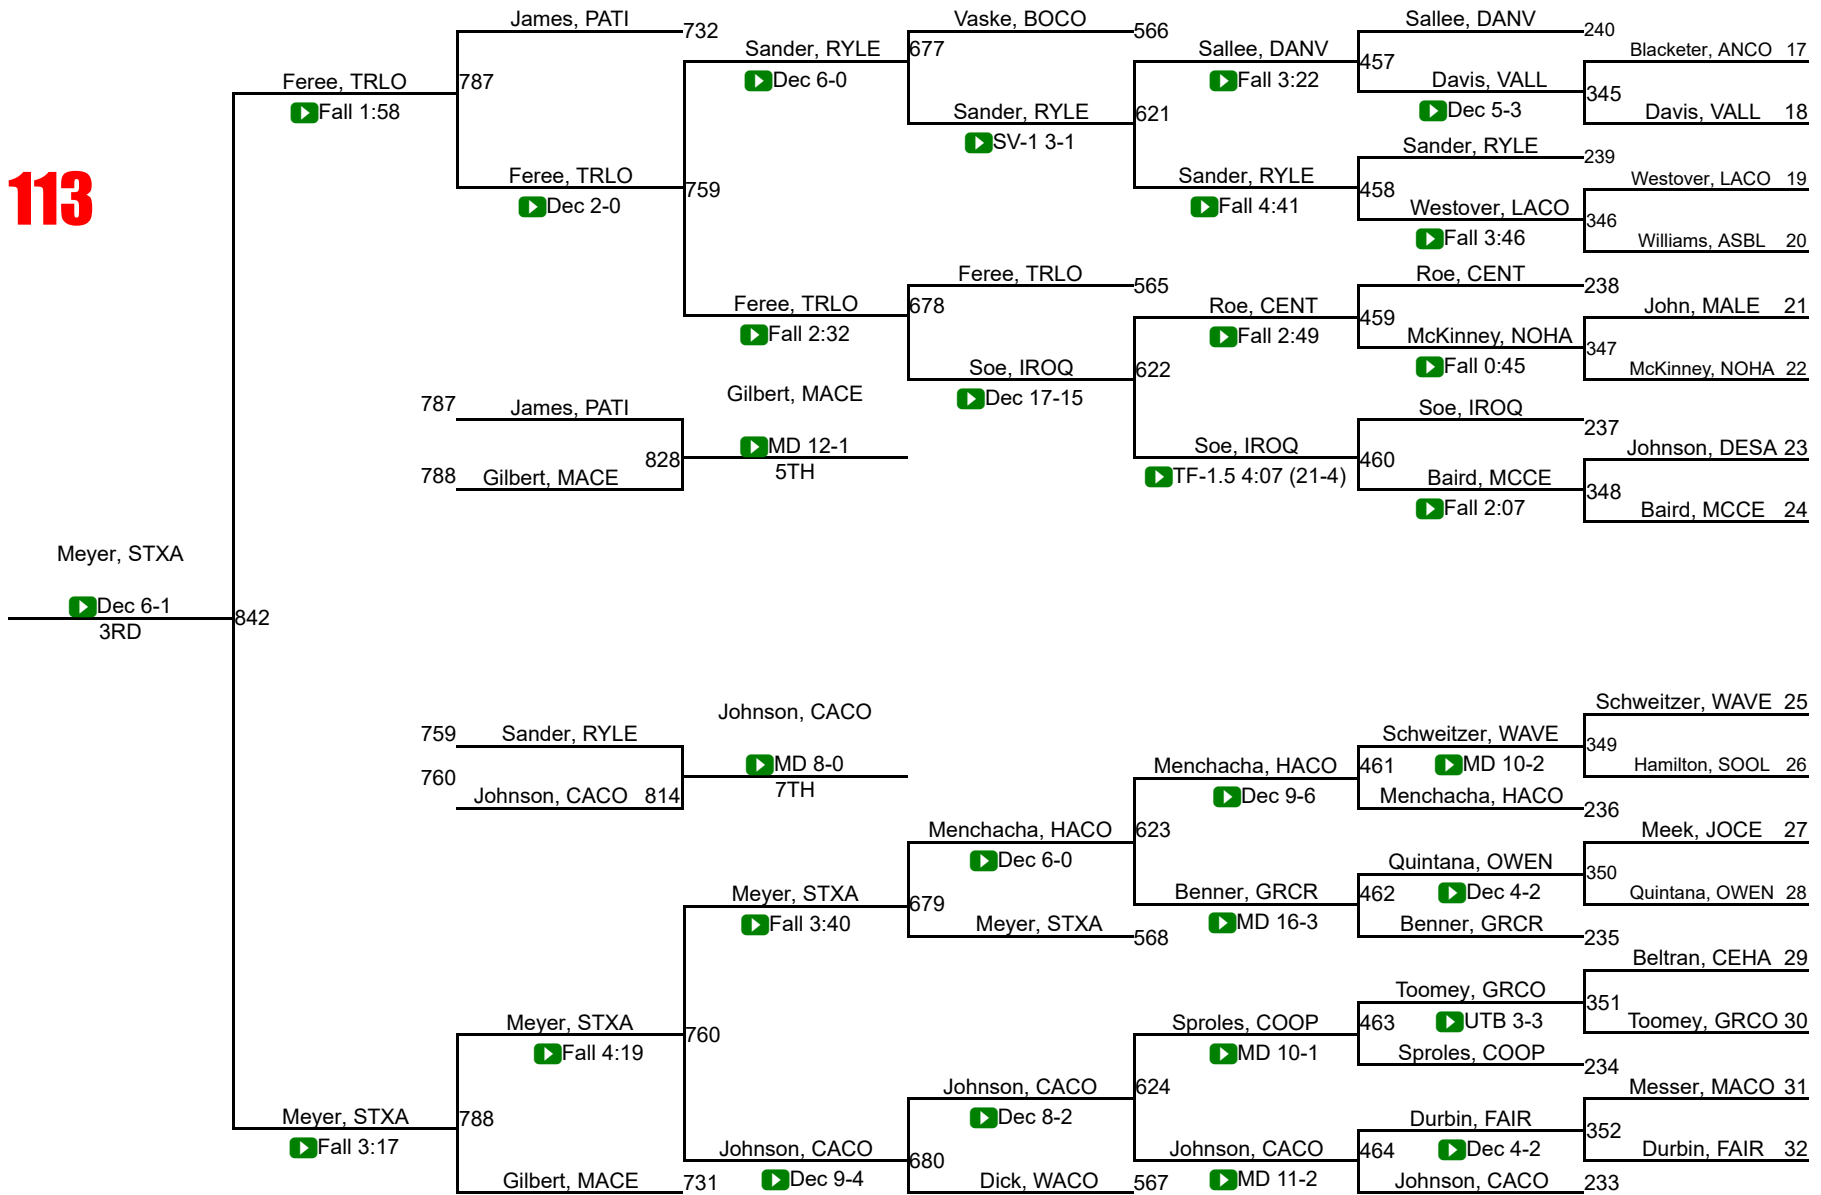 113
Meyer, STXA
Dec 6-1
3RD
842
Feree, TRLO
Fall 1:58
Meyer, STXA
Fall 3:17
James, PATI
732
787
Feree, TRLO
Dec 2-0
787
James, PATI
788
Gilbert, MACE
828
Gilbert, MACE
MD 12-1
5TH
759
Sander, RYLE
760
Johnson, CACO
814
Johnson, CACO
MD 8-0
7TH
Meyer, STXA
Fall 4:19
788
Gilbert, MACE
731
Sander, RYLE
Dec 6-0
759
Feree, TRLO
Fall 2:32
Meyer, STXA
Fall 3:40
760
Johnson, CACO
Dec 9-4
Vaske, BOCO
566
677
Sander, RYLE
SV-1 3-1
Feree, TRLO
565
678
Soe, IROQ
Dec 17-15
Menchacha, HACO
Dec 6-0
679
Meyer, STXA
568
Johnson, CACO
Dec 8-2
680
Dick, WACO
567
Sallee, DANV
Fall 3:22
621
Sander, RYLE
Fall 4:41
Roe, CENT
Fall 2:49
622
Soe, IROQ
TF-1.5 4:07 (21-4)
Menchacha, HACO
Dec 9-6
623
Benner, GRCR
MD 16-3
Sproles, COOP
MD 10-1
624
Johnson, CACO
MD 11-2
Sallee, DANV
240
457
Davis, VALL
Dec 5-3
Sander, RYLE
239
458
Westover, LACO
Fall 3:46
Roe, CENT
238
459
McKinney, NOHA
Fall 0:45
Soe, IROQ
237
460
Baird, MCCE
Fall 2:07
Schweitzer, WAVE
MD 10-2
461
Menchacha, HACO
236
Quintana, OWEN
Dec 4-2
462
Benner, GRCR
235
Toomey, GRCO
UTB 3-3
463
Sproles, COOP
234
Durbin, FAIR
Dec 4-2
464
Johnson, CACO
233
Blacketer, ANCO 17
345
Davis, VALL 18
Westover, LACO 19
346
Williams, ASBL 20
John, MALE 21
347
McKinney, NOHA 22
Johnson, DESA 23
348
Baird, MCCE 24
Schweitzer, WAVE 25
349
Hamilton, SOOL 26
Meek, JOCE 27
350
Quintana, OWEN 28
Beltran, CEHA 29
351
Toomey, GRCO 30
Messer, MACO 31
352
Durbin, FAIR 32